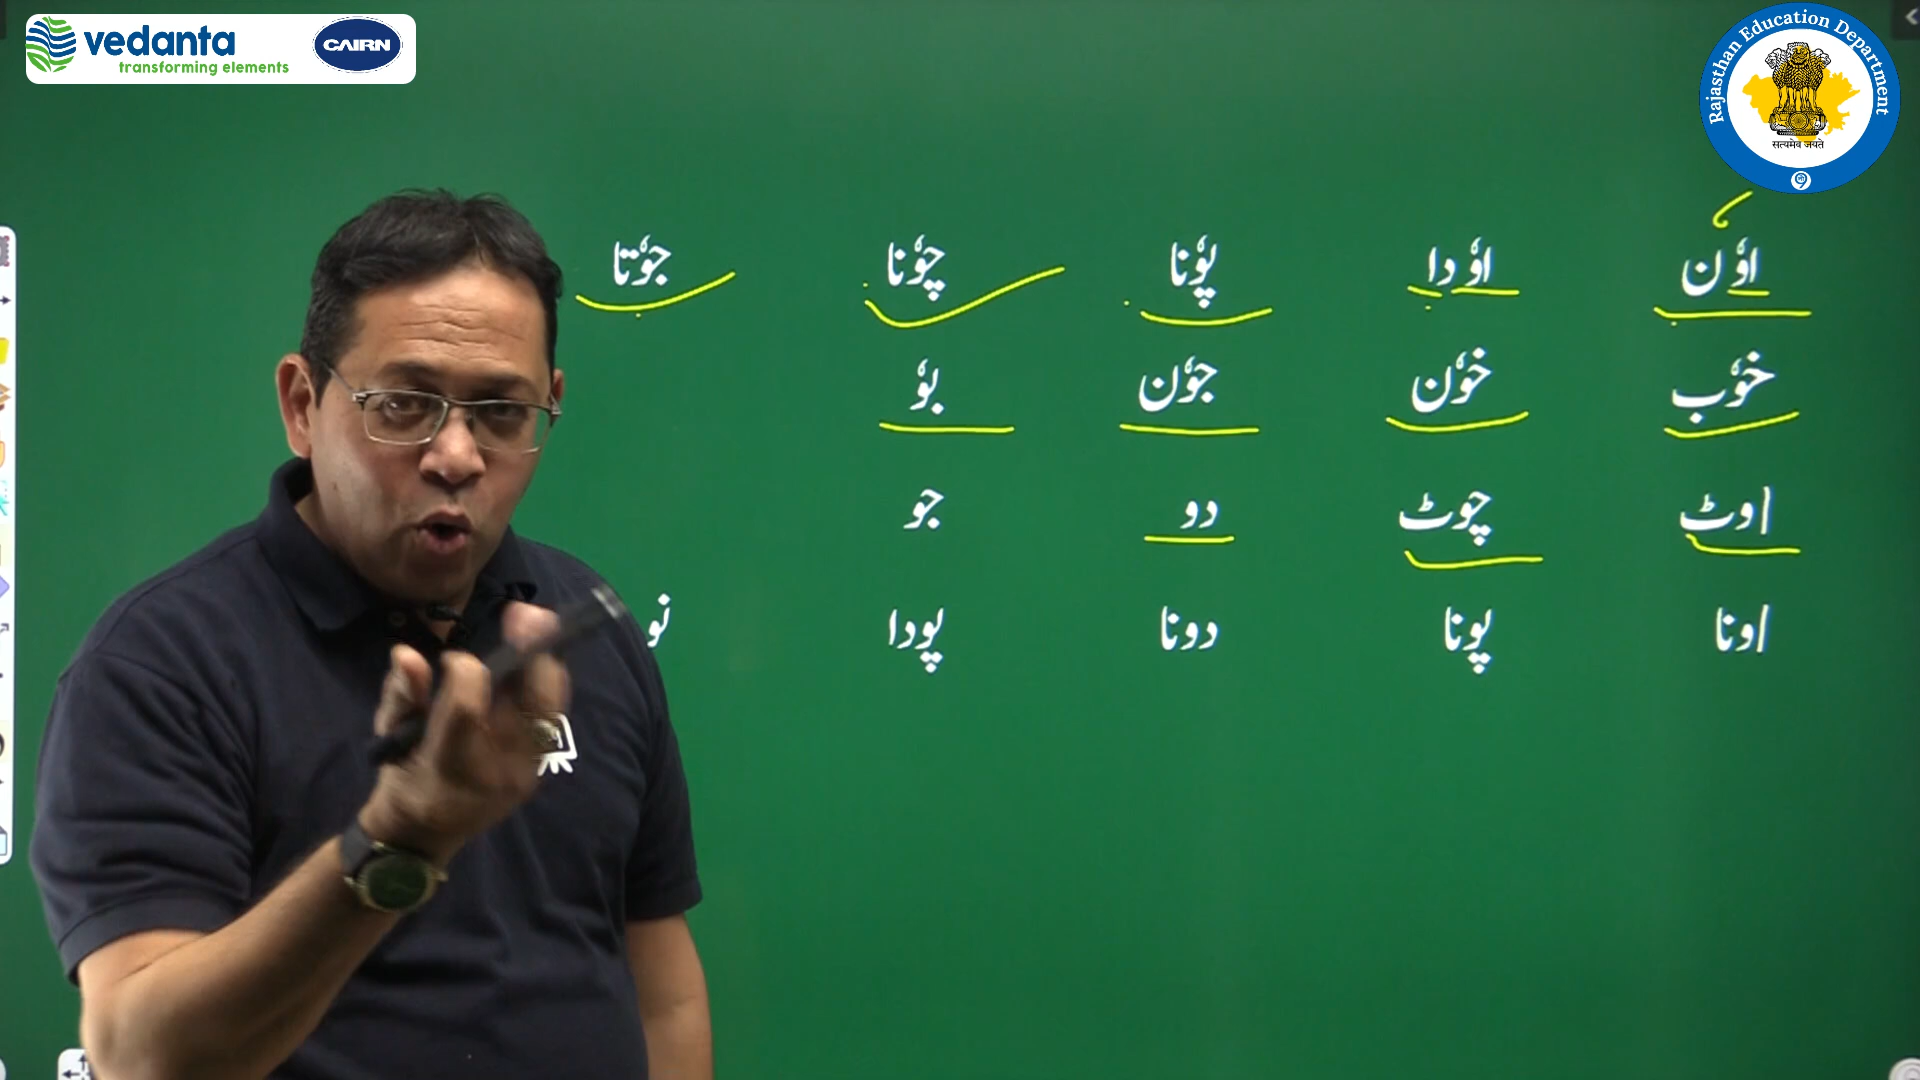 vedanta
transforming elements
CAIRN
Rajasthan Education Department
सत्यमेव जयते
اوٗن اوٗدا پوٗنا چوٗنا جوٗتا
خوٗب خوٗن جوٗن بوٗ
اوٹ چوٹ دو جو
اونا پونا دونا پودا نو